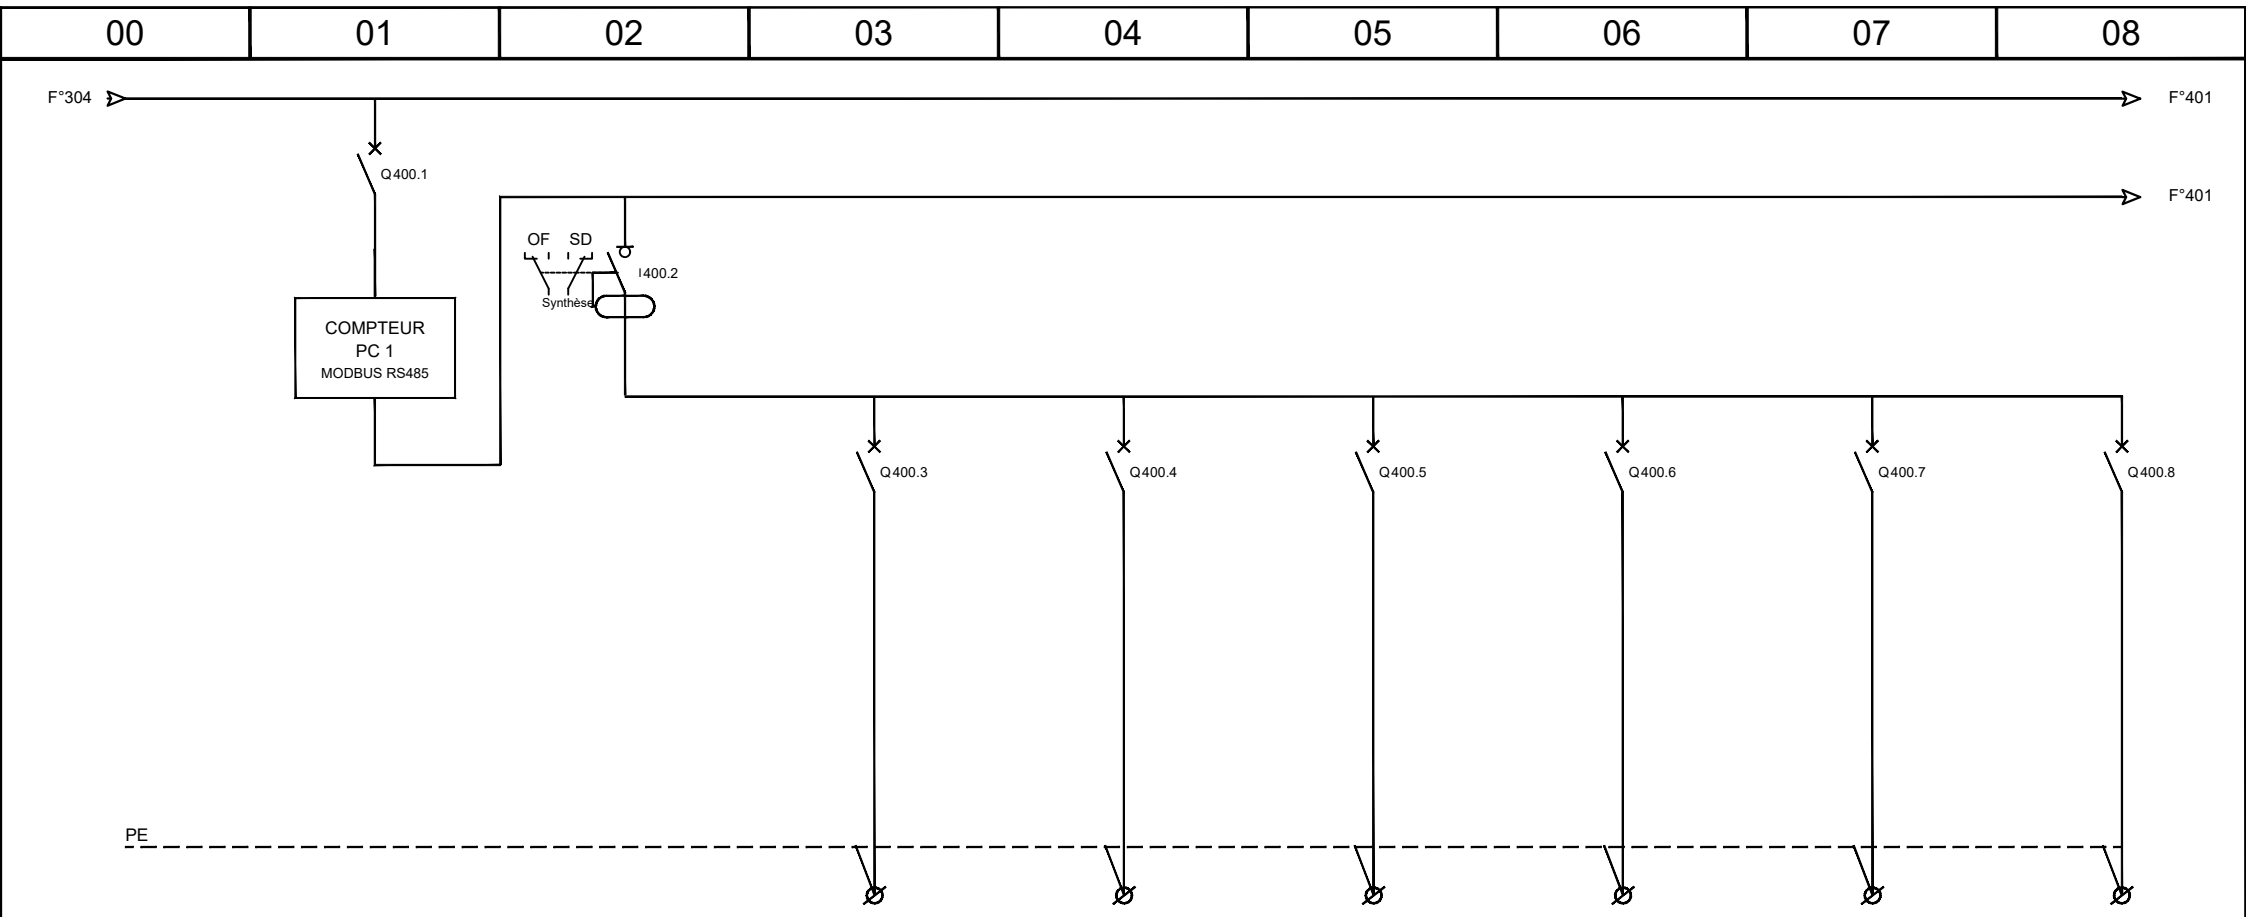 00 01 02 03 04 05 06 07 08
F°304 F°401
Q400.1
F°401
OF SD
I400.2
Synthèse
COMPTEUR
PC 1
MODBUS RS485
Q400.3 Q400.4 Q400.5 Q400.6 Q400.7 Q400.8
PE